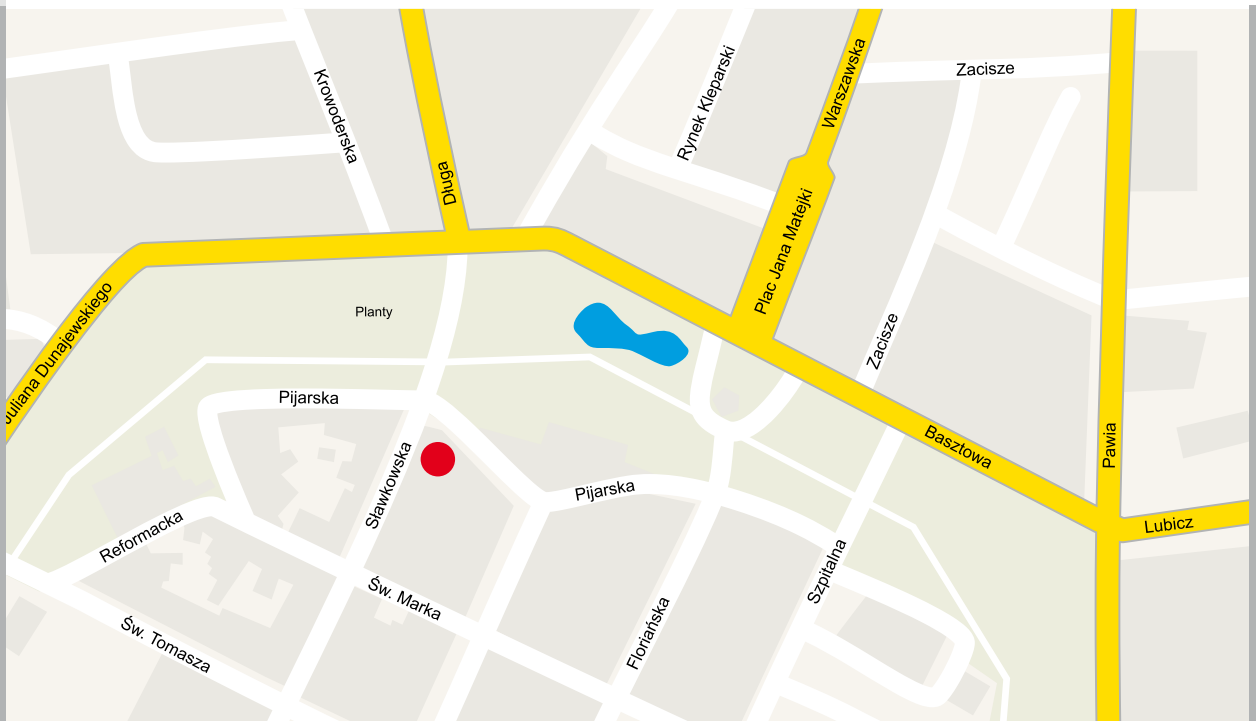 Krowoderska
Długa
Rynek Kleparski
Warszawska
Zacisze
Plac Jana Matejki
Juliana Dunajewskiego
Planty
Zacisze
Pijarska
Sławkowska
Pijarska
Basztowa
Pawia
Lubicz
Reformacka
Szpitalna
Św. Marka
Św. Tomasza
Floriańska